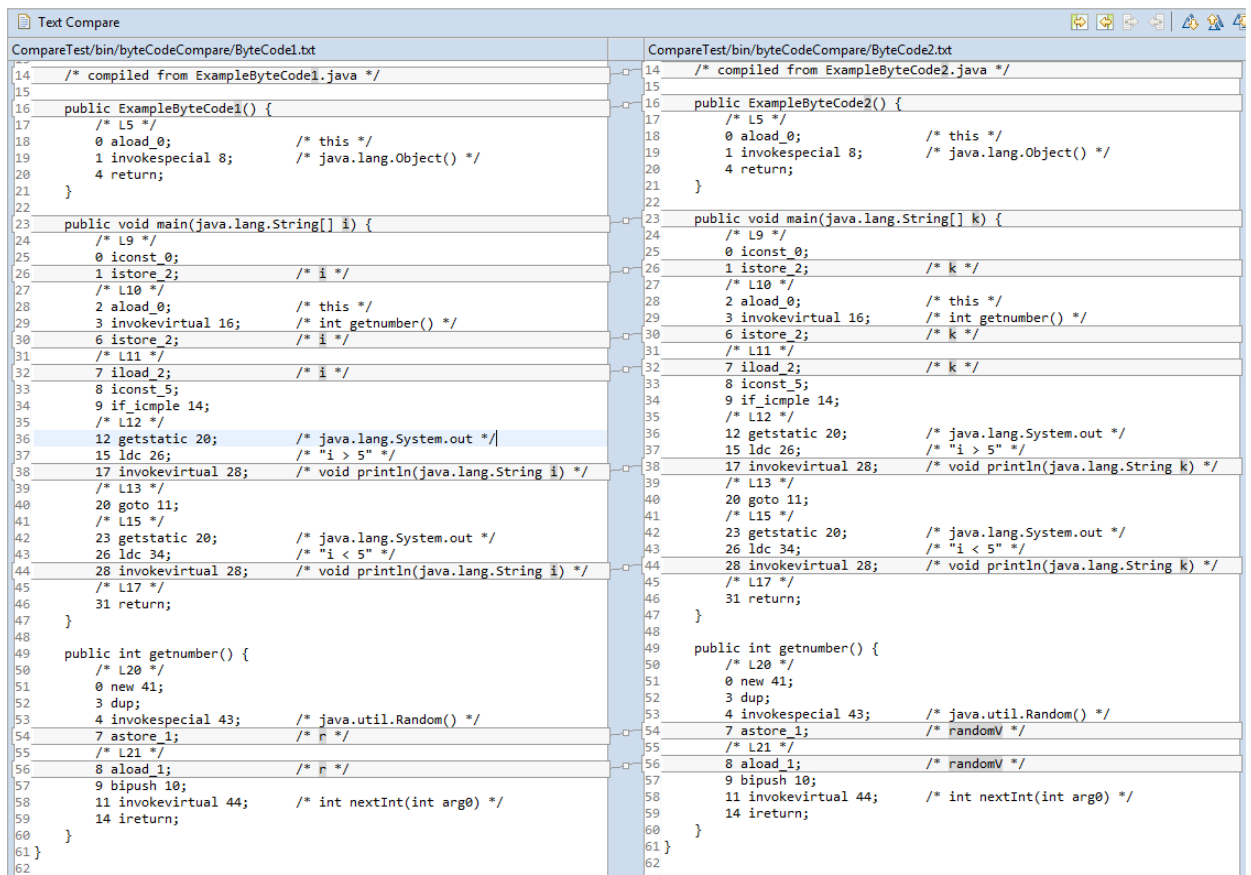 Text Compare
CompareTest/bin/byteCodeCompare/ByteCode1.txt
14 /* compiled from ExampleByteCode1.java */
15
16 public ExampleByteCode1() {
17 /* L5 */
18 0 aload_0; /* this */
19 1 invokespecial 8; /* java.lang.Object() */
20 4 return;
21 }
22
23 public void main(java.lang.String[] i) {
24 /* L9 */
25 0 iconst_0;
26 1 istore_2; /* i */
27 /* L10 */
28 2 aload_0; /* this */
29 3 invokevirtual 16; /* int getnumber() */
30 6 istore_2; /* i */
31 /* L11 */
32 7 iload_2; /* i */
33 8 iconst_5;
34 9 if_icmple 14;
35 /* L12 */
36 12 getstatic 20; /* java.lang.System.out */
37 15 ldc 26; /* "i > 5" */
38 17 invokevirtual 28; /* void println(java.lang.String i) */
39 /* L13 */
40 20 goto 11;
41 /* L15 */
42 23 getstatic 20; /* java.lang.System.out */
43 26 ldc 34; /* "i < 5" */
44 28 invokevirtual 28; /* void println(java.lang.String i) */
45 /* L17 */
46 31 return;
47 }
48
49 public int getnumber() {
50 /* L20 */
51 0 new 41;
52 3 dup;
53 4 invokespecial 43; /* java.util.Random() */
54 7 astore_1; /* r */
55 /* L21 */
56 8 aload_1; /* r */
57 9 bipush 10;
58 11 invokevirtual 44; /* int nextInt(int arg0) */
59 14 ireturn;
60 }
61 }
62
CompareTest/bin/byteCodeCompare/ByteCode2.txt
14 /* compiled from ExampleByteCode2.java */
15
16 public ExampleByteCode2() {
17 /* L5 */
18 0 aload_0; /* this */
19 1 invokespecial 8; /* java.lang.Object() */
20 4 return;
21 }
22
23 public void main(java.lang.String[] k) {
24 /* L9 */
25 0 iconst_0;
26 1 istore_2; /* k */
27 /* L10 */
28 2 aload_0; /* this */
29 3 invokevirtual 16; /* int getnumber() */
30 6 istore_2; /* k */
31 /* L11 */
32 7 iload_2; /* k */
33 8 iconst_5;
34 9 if_icmple 14;
35 /* L12 */
36 12 getstatic 20; /* java.lang.System.out */
37 15 ldc 26; /* "i > 5" */
38 17 invokevirtual 28; /* void println(java.lang.String k) */
39 /* L13 */
40 20 goto 11;
41 /* L15 */
42 23 getstatic 20; /* java.lang.System.out */
43 26 ldc 34; /* "i < 5" */
44 28 invokevirtual 28; /* void println(java.lang.String k) */
45 /* L17 */
46 31 return;
47 }
48
49 public int getnumber() {
50 /* L20 */
51 0 new 41;
52 3 dup;
53 4 invokespecial 43; /* java.util.Random() */
54 7 astore_1; /* randomV */
55 /* L21 */
56 8 aload_1; /* randomV */
57 9 bipush 10;
58 11 invokevirtual 44; /* int nextInt(int arg0) */
59 14 ireturn;
60 }
61 }
62